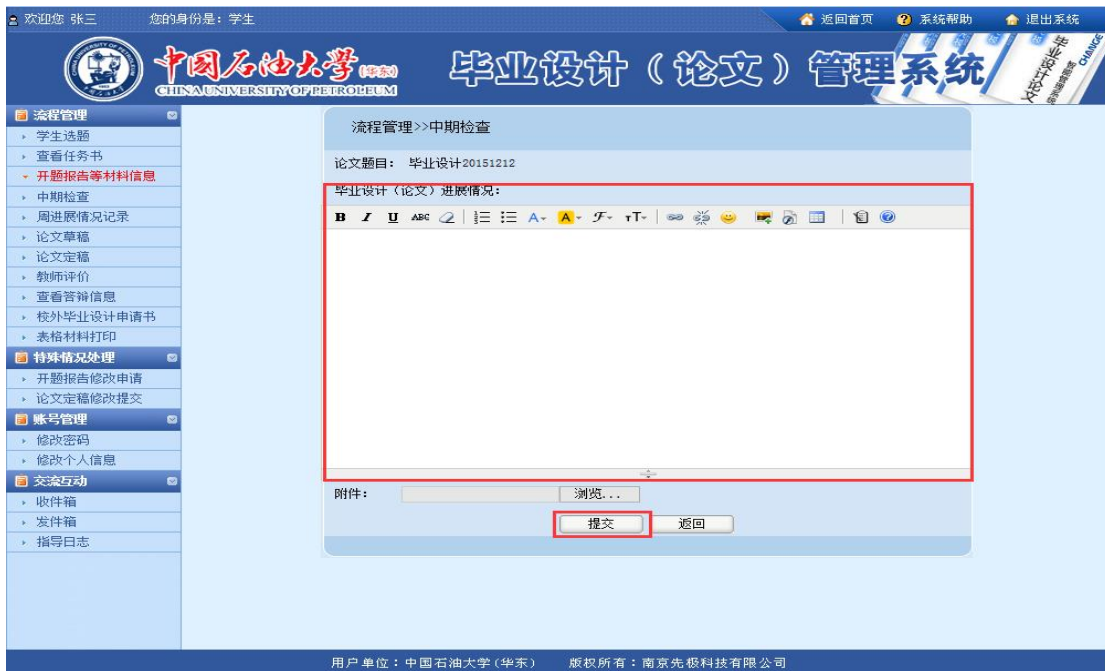 欢迎您 张三 您的身份是：学生 返回首页 系统帮助 退出系统
中国石油大学(华东) 毕业设计（论文）管理系统
CHINA UNIVERSITY OF PETROLEUM
流程管理
学生选题
查看任务书
开题报告等材料信息
中期检查
周进展情况记录
论文草稿
论文定稿
教师评价
查看答辩信息
校外毕业设计申请书
表格材料打印
特殊情况处理
开题报告修改申请
论文定稿修改提交
账号管理
修改密码
修改个人信息
交流互动
收件箱
发件箱
指导日志
流程管理>>中期检查
论文题目： 毕业设计20151212
毕业设计（论文）进展情况：
B I U ABC
附件： 浏览...
提交 返回
用户单位：中国石油大学(华东) 版权所有：南京先极科技有限公司